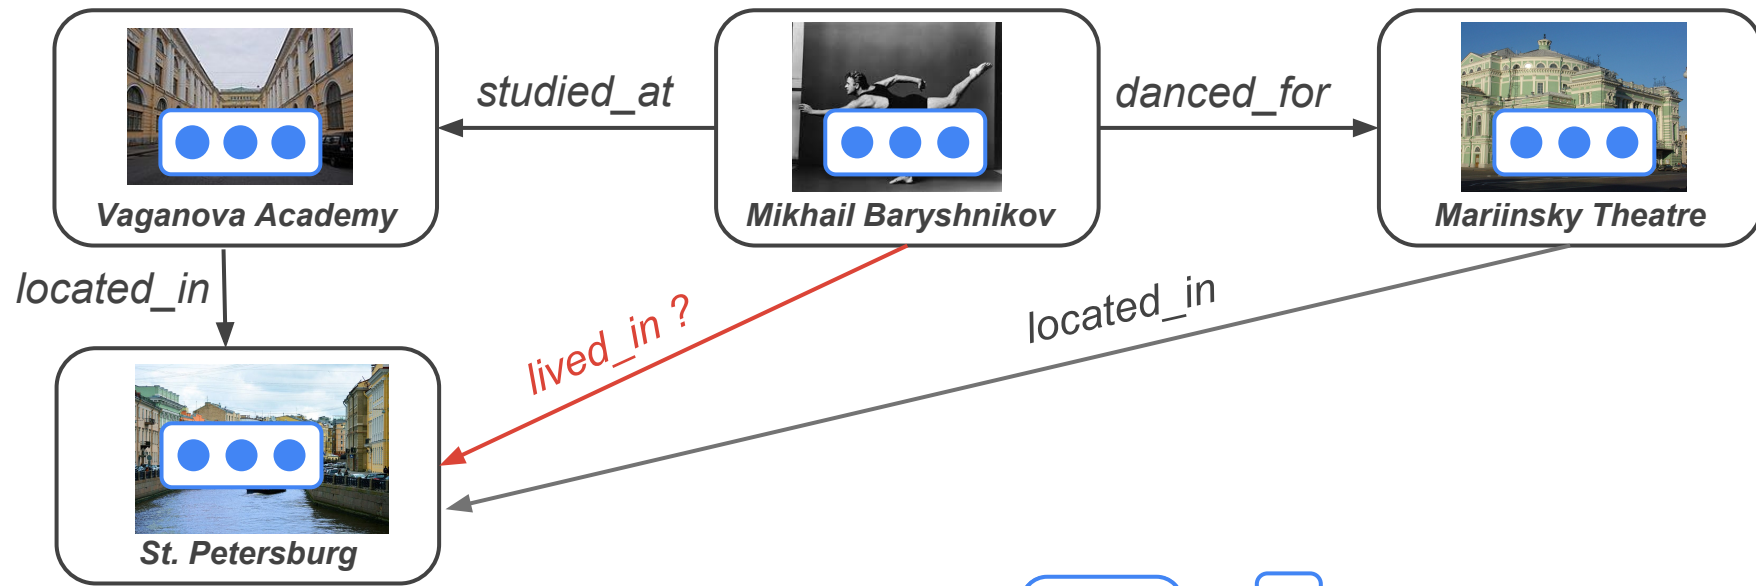 studied_at
danced_for
Vaganova Academy
Mikhail Baryshnikov
Mariinsky Theatre
located_in
lived_in ?
located_in
St. Petersburg